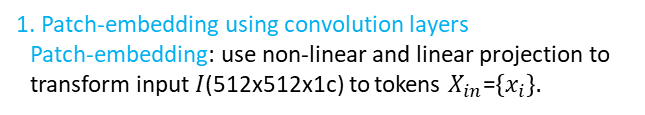 1. Patch-embedding using convolution layers
Patch-embedding: use non-linear and linear projection to
transform input I(512x512x1c) to tokens X_in={x_i}.